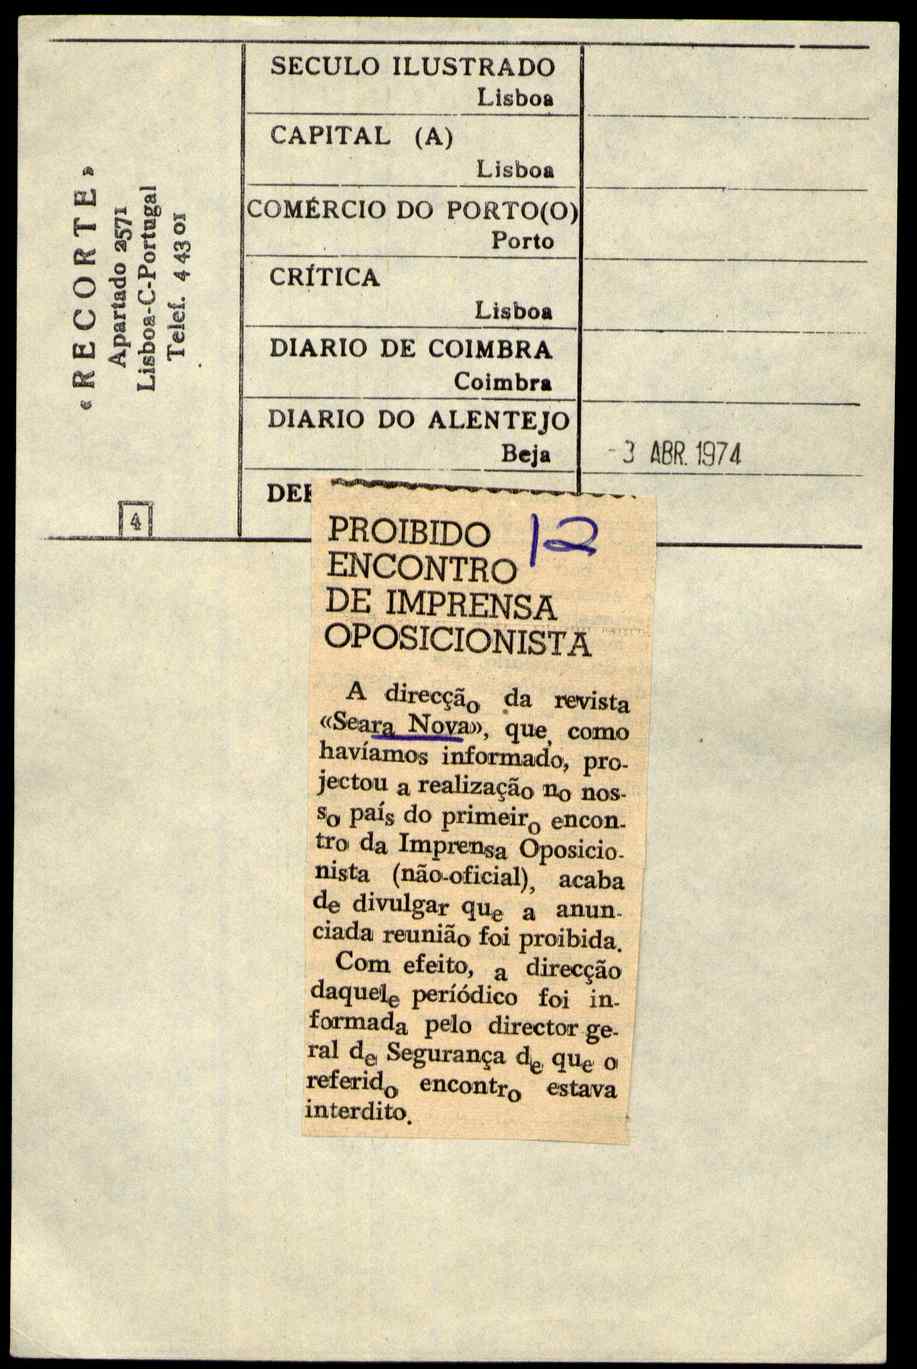 « RECORTE »
Apartado 2571
Lisboa-C-Portugal
Telef. 4 43 01
4
SECULO ILUSTRADO
Lisboa
CAPITAL (A)
Lisboa
COMÉRCIO DO PORTO(O)
Porto
CRÍTICA
Lisboa
DIARIO DE COIMBRA
Coimbra
DIARIO DO ALENTEJO
Beja
-3 ABR. 1974
12
PROIBIDO
ENCONTRO
DE IMPRENSA
OPOSICIONISTA
A direcção da revista
«Seara Nova», que, como
havíamos informado, pro-
jectou a realização no nos-
so país do primeiro encon-
tro da Imprensa Oposicio-
nista (não-oficial), acaba
de divulgar que a anun-
ciada reunião foi proibida.
Com efeito, a direcção
daquele periódico foi in-
formada pelo director ge-
ral de Segurança de que o
referido encontro estava
interdito.